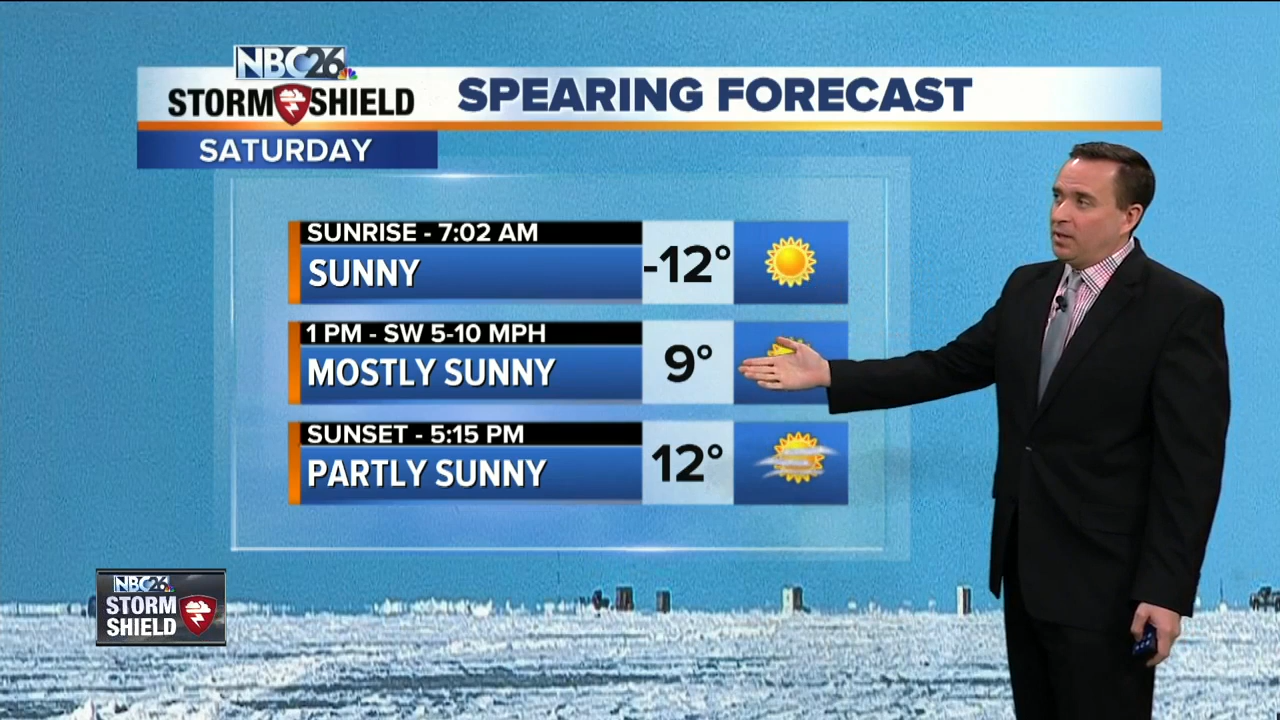 NBC26
STORM SHIELD
SPEARING FORECAST
SATURDAY
SUNRISE - 7:02 AM
SUNNY
-12°
1 PM - SW 5-10 MPH
MOSTLY SUNNY
9°
SUNSET - 5:15 PM
PARTLY SUNNY
12°
NBC26
STORM
SHIELD